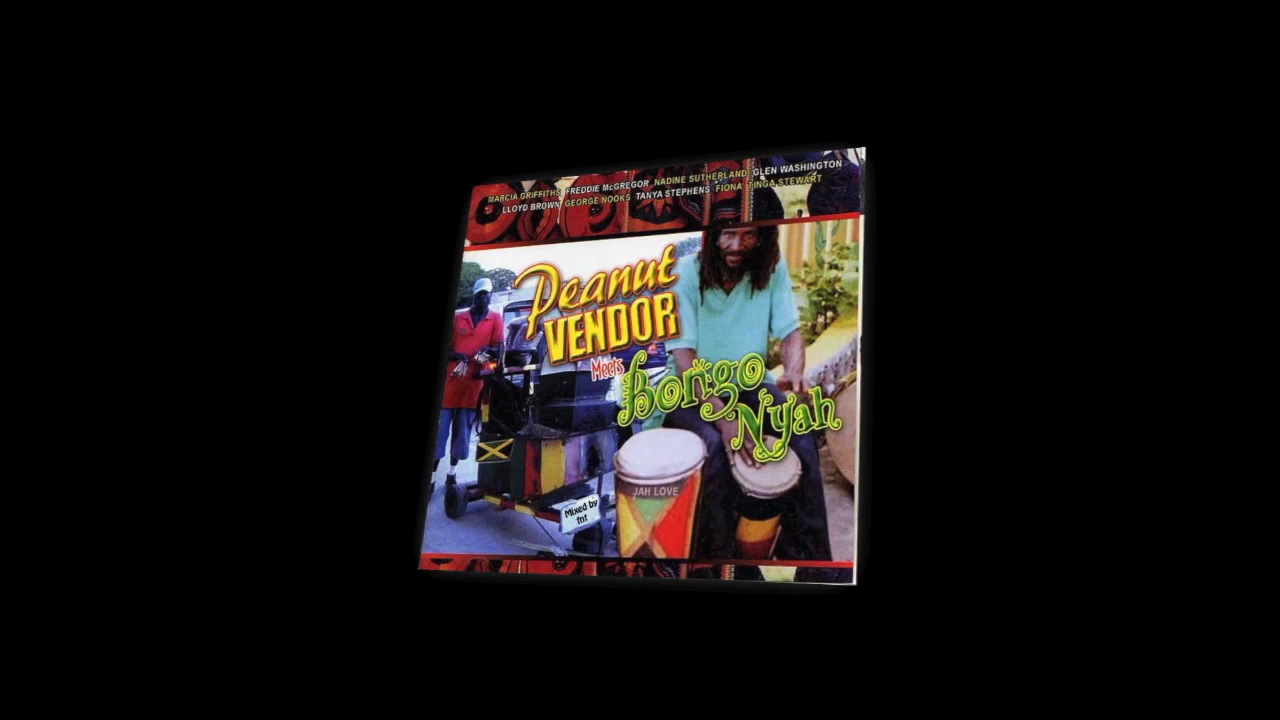 MARCIA GRIFFITHS FREDDIE McGREGOR NADINE SUTHERLAND GLEN WASHINGTON
LLOYD BROWN GEORGE NOOKS TANYA STEPHENS FIONA TINGA STEWART
Peanut
VENDOR
Meets
Bongo
Nyah
JAH LOVE
Mixed by
fnt